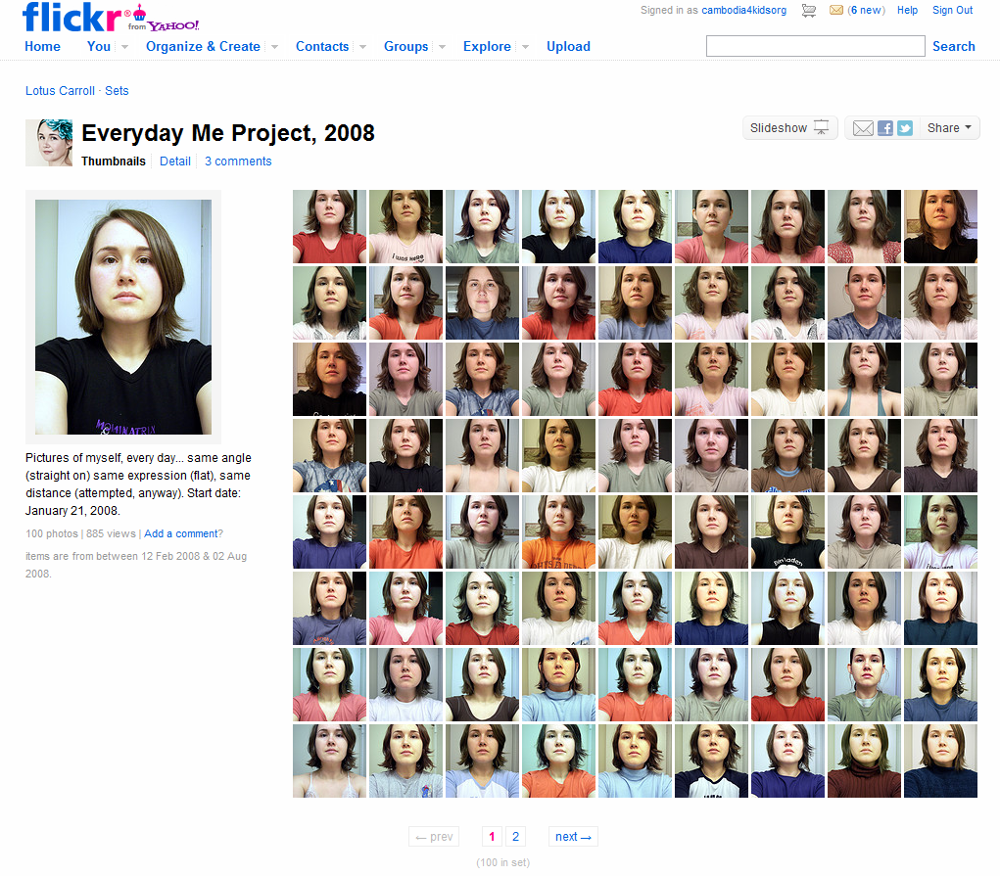 flickr® from YAHOO!
Signed in as cambodia4kidsorg (6 new) Help Sign Out
Home You Organize & Create Contacts Groups Explore Upload Search
Lotus Carroll · Sets
Everyday Me Project, 2008
Thumbnails Detail 3 comments
Slideshow Share
i was here
MOMINATRIX
Pictures of myself, every day... same angle
(straight on) same expression (flat), same
distance (attempted, anyway). Start date:
January 21, 2008.
100 photos | 885 views | Add a comment?
items are from between 12 Feb 2008 & 02 Aug
2008.
← prev 1 2 next →
(100 in set)